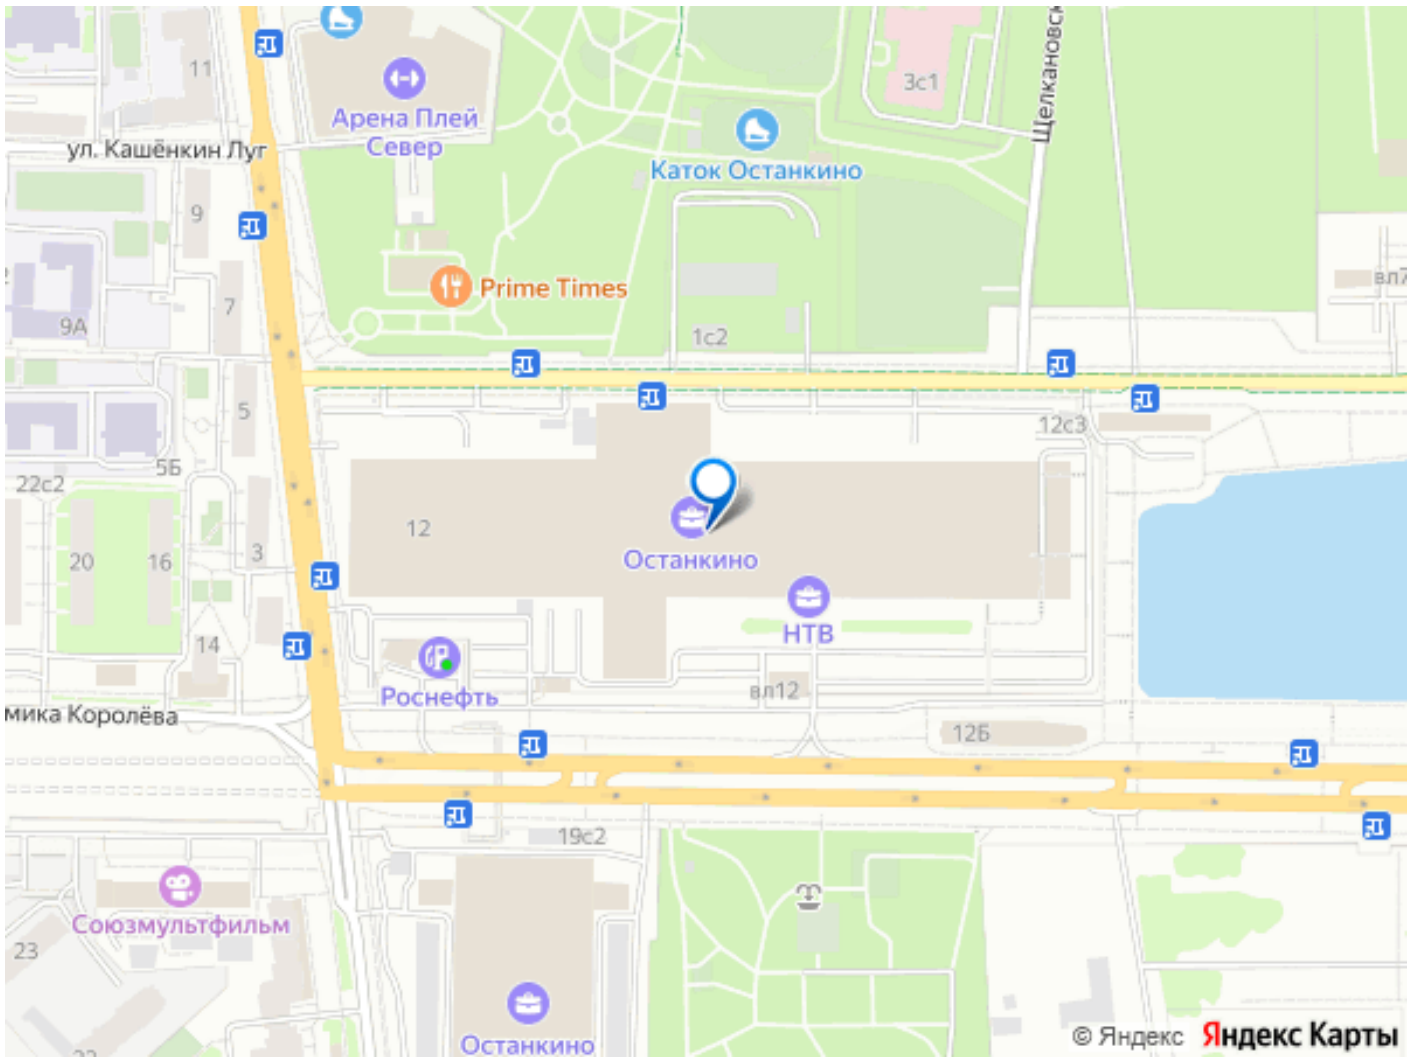 11
3с1
Щелкановск
Арена Плей
Север
ул. Кашёнкин Луг
Каток Останкино
9
Prime Times
7
вл7
9А
1с2
5
12с3
5Б
22с2
12
20
16
3
Останкино
НТВ
14
Роснефть
вл12
мика Королёва
12Б
19с2
Союзмультфильм
23
Останкино
© Яндекс Яндекс Карты